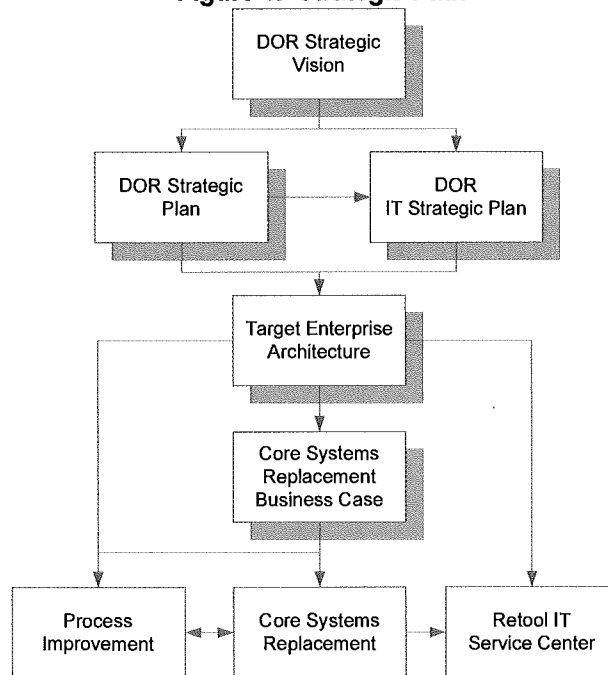 DOR Strategic
Vision
DOR Strategic
Plan
DOR
IT Strategic Plan
Target Enterprise
Architecture
Core Systems
Replacement
Business Case
Process
Improvement
Core Systems
Replacement
Retool IT
Service Center